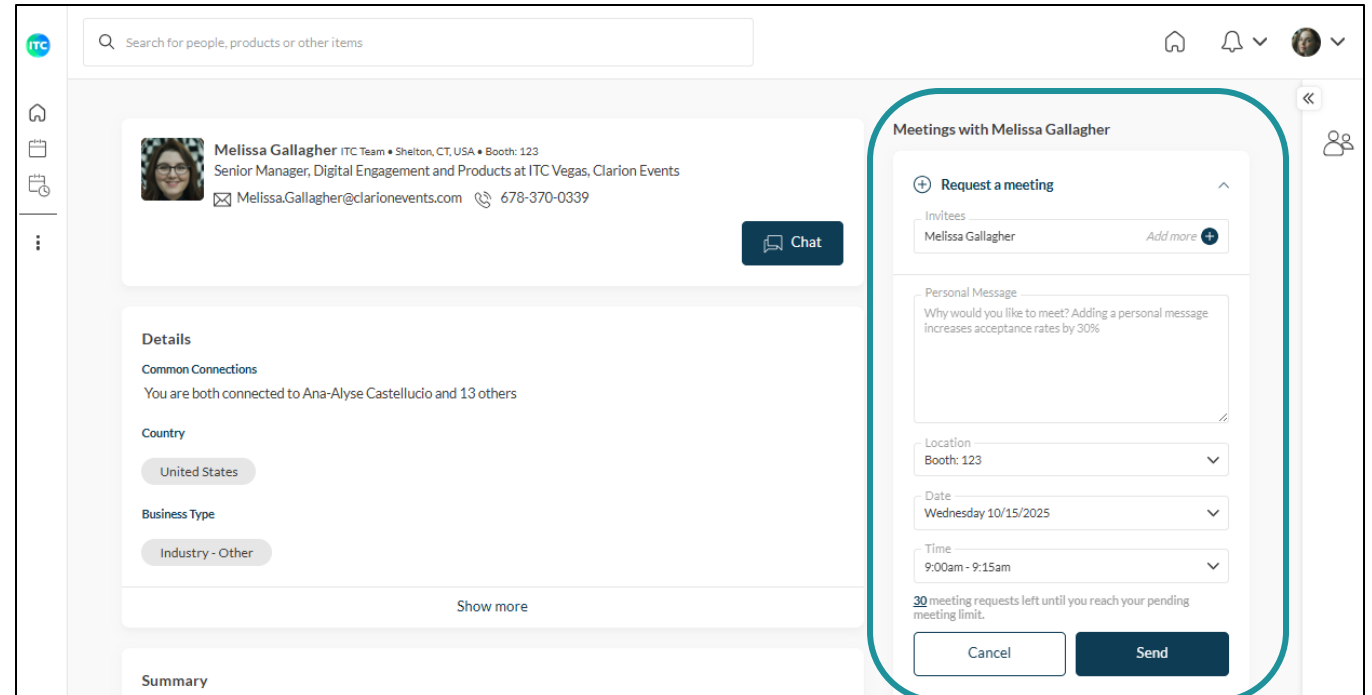 ITC
Search for people, products or other items
Melissa Gallagher ITC Team • Shelton, CT, USA • Booth: 123
Senior Manager, Digital Engagement and Products at ITC Vegas, Clarion Events
Melissa.Gallagher@clarionevents.com 678-370-0339
Chat
Details
Common Connections
You are both connected to Ana-Alyse Castellucio and 13 others
Country
United States
Business Type
Industry - Other
Show more
Summary
Meetings with Melissa Gallagher
Request a meeting
Invitees
Melissa Gallagher Add more
Personal Message
Why would you like to meet? Adding a personal message
increases acceptance rates by 30%
Location
Booth: 123
Date
Wednesday 10/15/2025
Time
9:00am - 9:15am
30 meeting requests left until you reach your pending
meeting limit.
Cancel Send